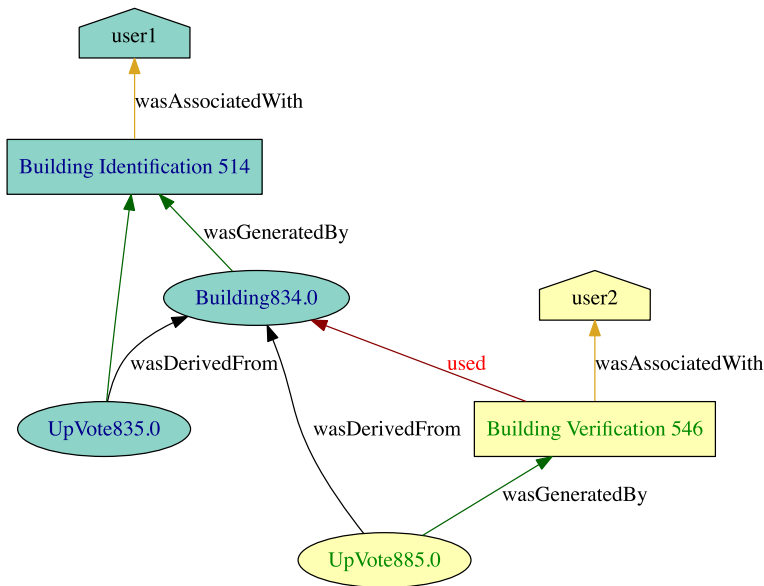 user1
wasAssociatedWith
Building Identification 514
wasGeneratedBy
Building834.0
user2
wasDerivedFrom
used
wasAssociatedWith
UpVote835.0
wasDerivedFrom
Building Verification 546
wasGeneratedBy
UpVote885.0